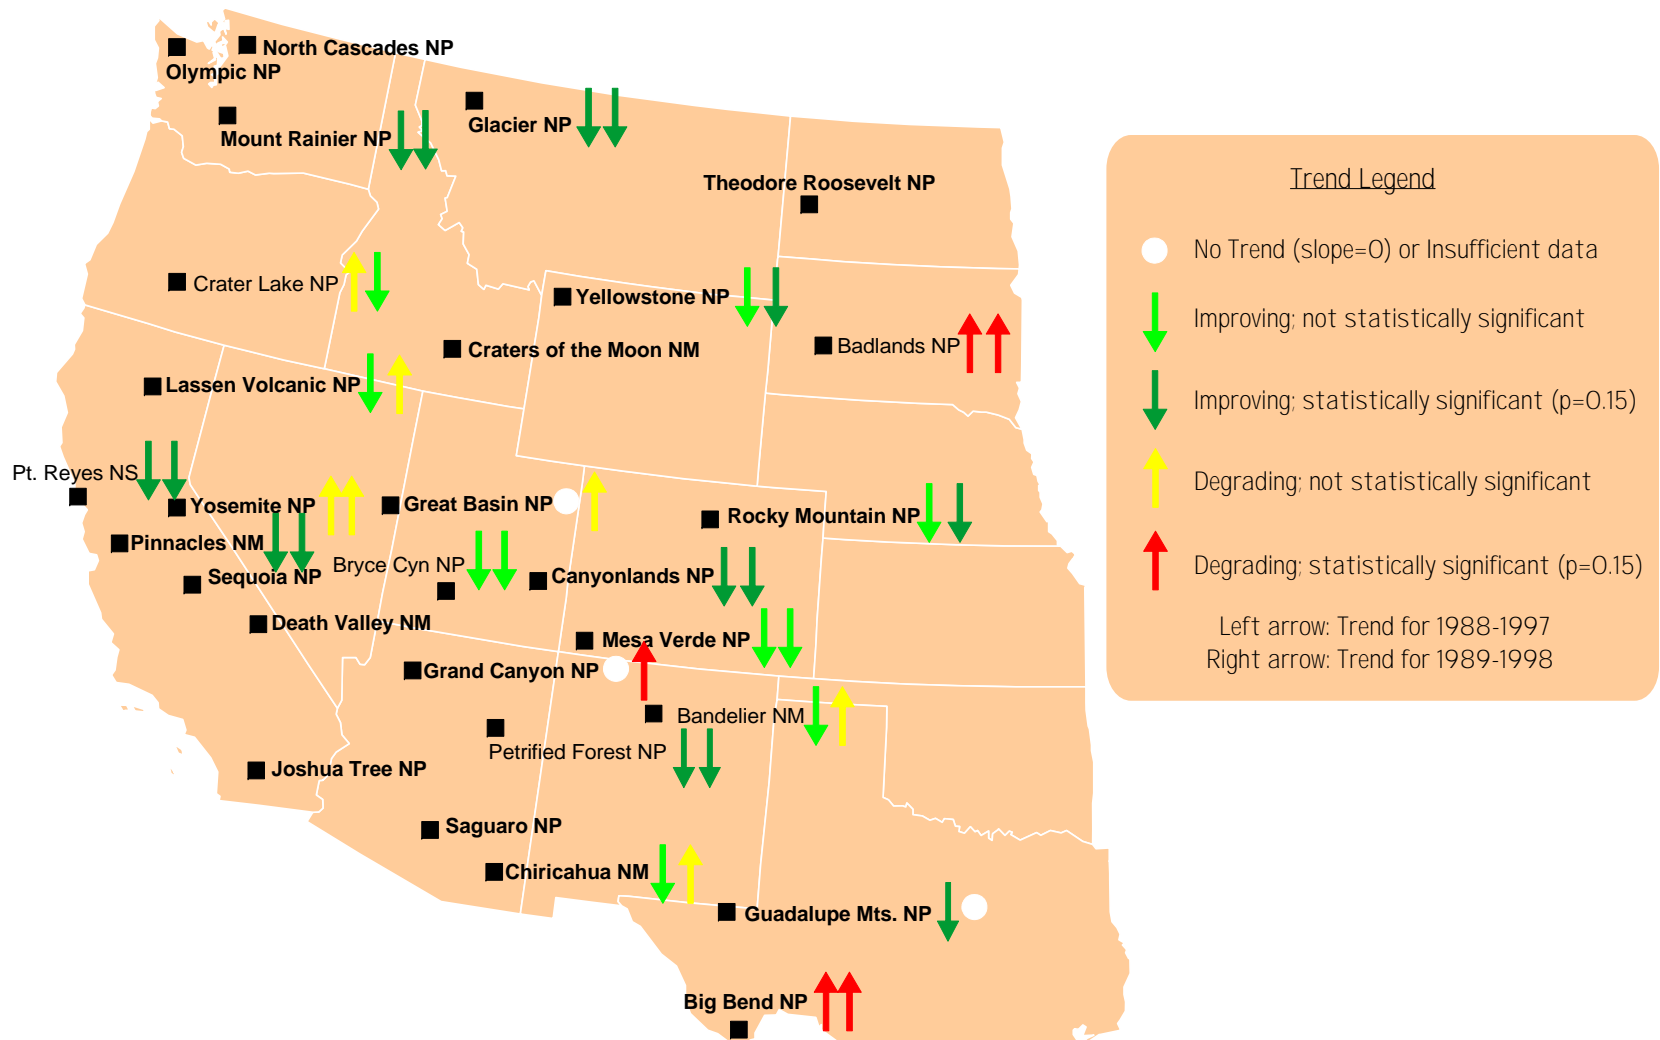 North Cascades NP
Olympic NP
Mount Rainier NP
Glacier NP
Theodore Roosevelt NP
Crater Lake NP
Yellowstone NP
Badlands NP
Craters of the Moon NM
Lassen Volcanic NP
Pt. Reyes NS
Yosemite NP
Great Basin NP
Rocky Mountain NP
Pinnacles NM
Bryce Cyn NP
Sequoia NP
Canyonlands NP
Death Valley NM
Mesa Verde NP
Grand Canyon NP
Bandelier NM
Petrified Forest NP
Joshua Tree NP
Saguaro NP
Chiricahua NM
Guadalupe Mts. NP
Big Bend NP
Trend Legend
No Trend (slope=0) or Insufficient data
Improving; not statistically significant
Improving; statistically significant (p=0.15)
Degrading; not statistically significant
Degrading; statistically significant (p=0.15)
Left arrow: Trend for 1988-1997
Right arrow: Trend for 1989-1998